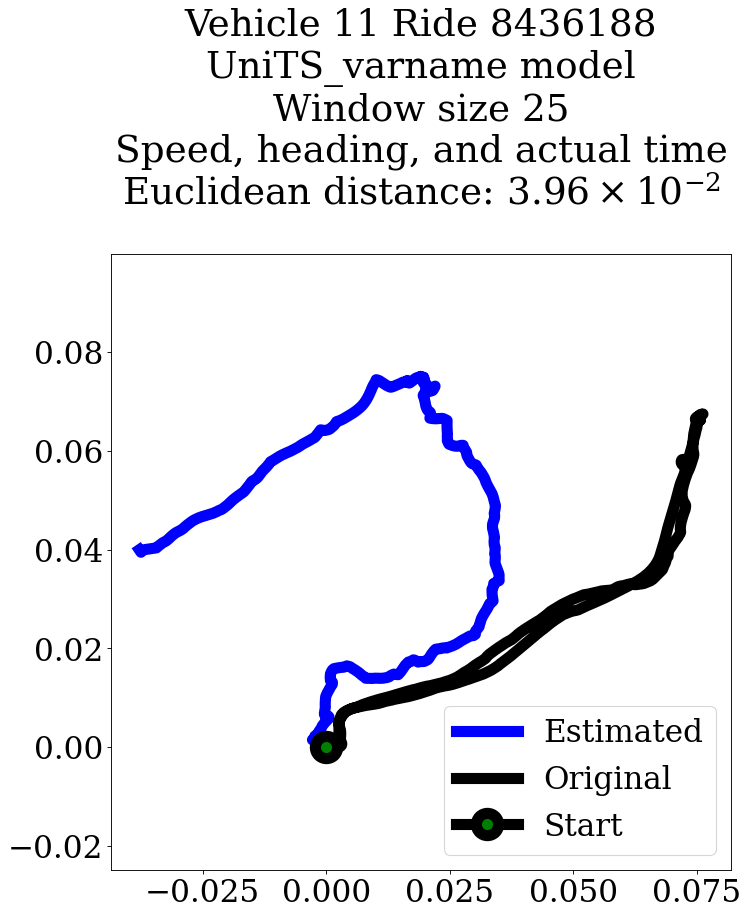 Vehicle 11 Ride 8436188
UniTS_varname model
Window size 25
Speed, heading, and actual time
Euclidean distance: 3.96 × 10⁻²
0.08
0.06
0.04
0.02
0.00
−0.02
Estimated
Original
Start
−0.025 0.000 0.025 0.050 0.075